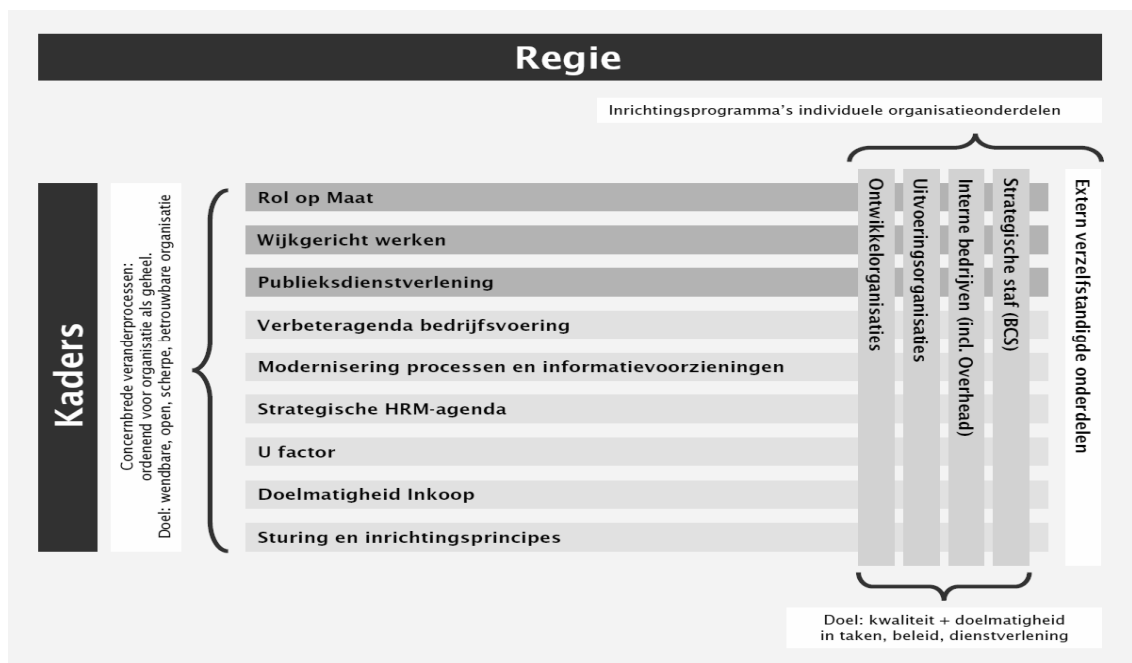 Regie
Inrichtingsprogramma's individuele organisatieonderdelen
Kaders
Concernbrede veranderprocessen:
ordenend voor organisatie als geheel.
Doel: wendbare, open, scherpe, betrouwbare organisatie
Rol op Maat
Wijkgericht werken
Publieksdienstverlening
Verbeteragenda bedrijfsvoering
Modernisering processen en informatievoorzieningen
Strategische HRM-agenda
U factor
Doelmatigheid Inkoop
Sturing en inrichtingsprincipes
Ontwikkelorganisaties
Uitvoeringsorganisaties
Interne bedrijven (incl. Overhead)
Strategische staf (BCS)
Extern verzelfstandigde onderdelen
Doel: kwaliteit + doelmatigheid
in taken, beleid, dienstverlening